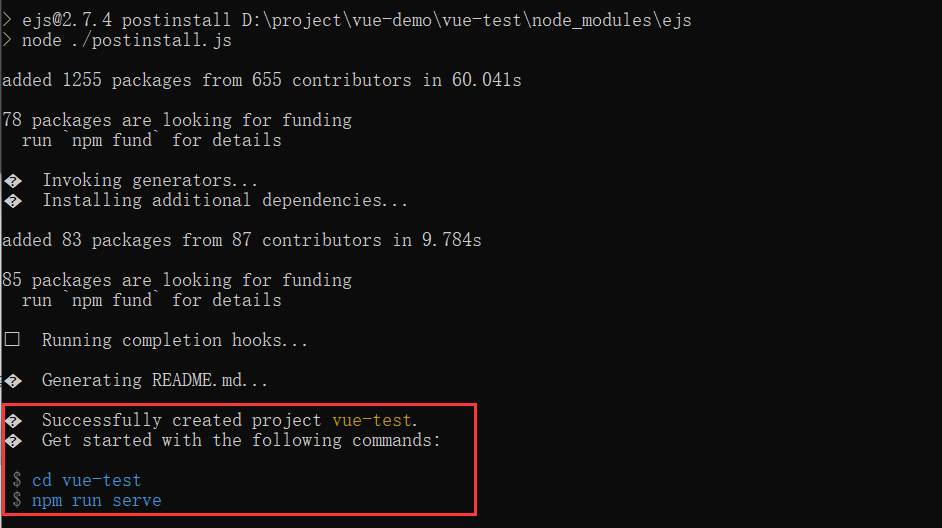 > ejs@2.7.4 postinstall D:\project\vue-demo\vue-test\node_modules\ejs
> node ./postinstall.js
added 1255 packages from 655 contributors in 60.041s
78 packages are looking for funding
run `npm fund` for details
� Invoking generators...
� Installing additional dependencies...
added 83 packages from 87 contributors in 9.784s
85 packages are looking for funding
run `npm fund` for details
□ Running completion hooks...
� Generating README.md...
� Successfully created project vue-test.
� Get started with the following commands:
$ cd vue-test
$ npm run serve